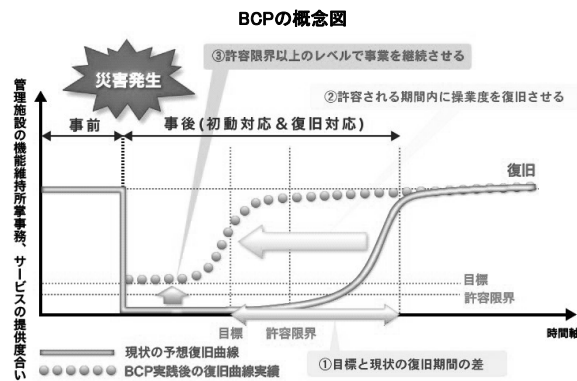 BCPの概念図
③許容限界以上のレベルで事業を継続させる
災害発生
②許容される期間内に操業度を復旧させる
事前
事後(初動対応&復旧対応)
管理施設の機能維持所掌事務、サービスの提供度合い
復旧
目標
許容限界
目標
許容限界
時間軸
現状の予想復旧曲線
①目標と現状の復旧期間の差
BCP実践後の復旧曲線実績